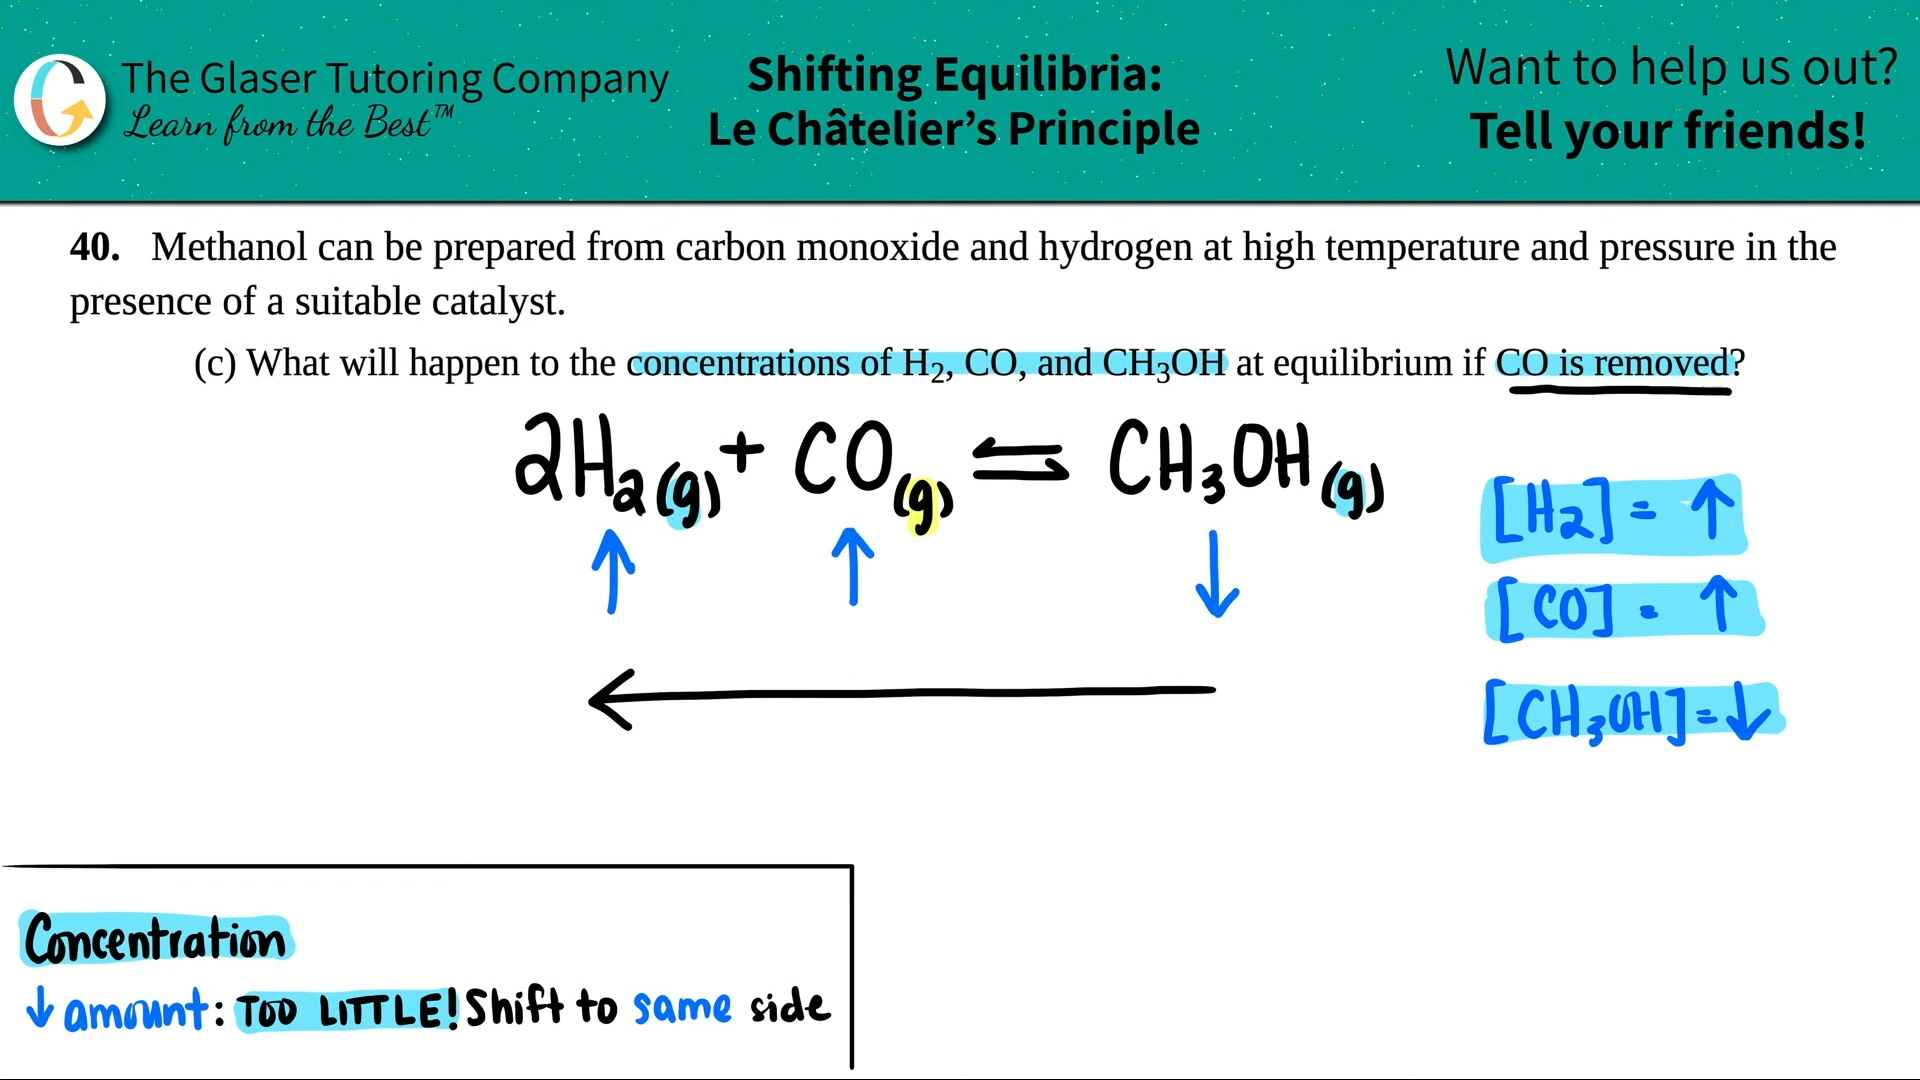 The Glaser Tutoring Company
Learn from the Best™
Shifting Equilibria:
Le Châtelier's Principle
Want to help us out?
Tell your friends!
40. Methanol can be prepared from carbon monoxide and hydrogen at high temperature and pressure in the
presence of a suitable catalyst.
(c) What will happen to the concentrations of H₂, CO, and CH₃OH at equilibrium if CO is removed?
2H₂(g) + CO(g) ⇌ CH₃OH(g)
↑ ↑ ↓
←
[H₂] = ↑
[CO] = ↑
[CH₃OH] = ↓
Concentration
↓ amount: TOO LITTLE! Shift to same side